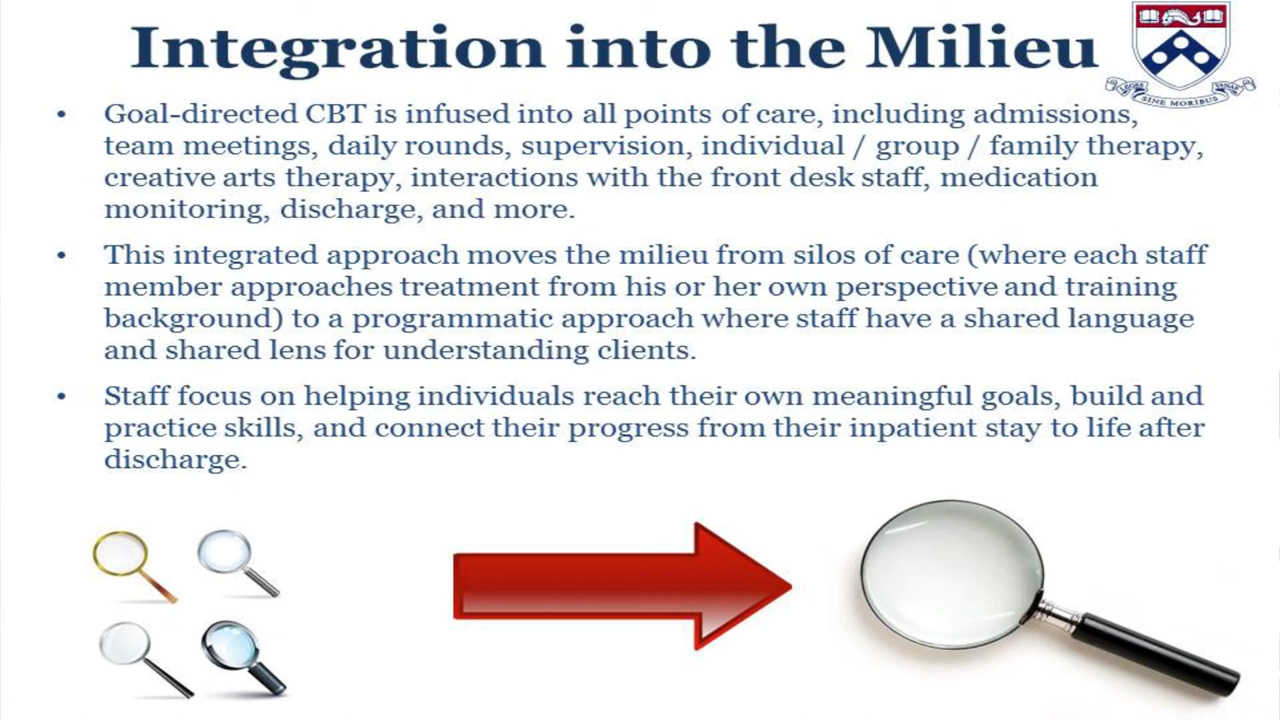 Integration into the Milieu
• Goal-directed CBT is infused into all points of care, including admissions,
team meetings, daily rounds, supervision, individual / group / family therapy,
creative arts therapy, interactions with the front desk staff, medication
monitoring, discharge, and more.
• This integrated approach moves the milieu from silos of care (where each staff
member approaches treatment from his or her own perspective and training
background) to a programmatic approach where staff have a shared language
and shared lens for understanding clients.
• Staff focus on helping individuals reach their own meaningful goals, build and
practice skills, and connect their progress from their inpatient stay to life after
discharge.
SINE MORIBUS